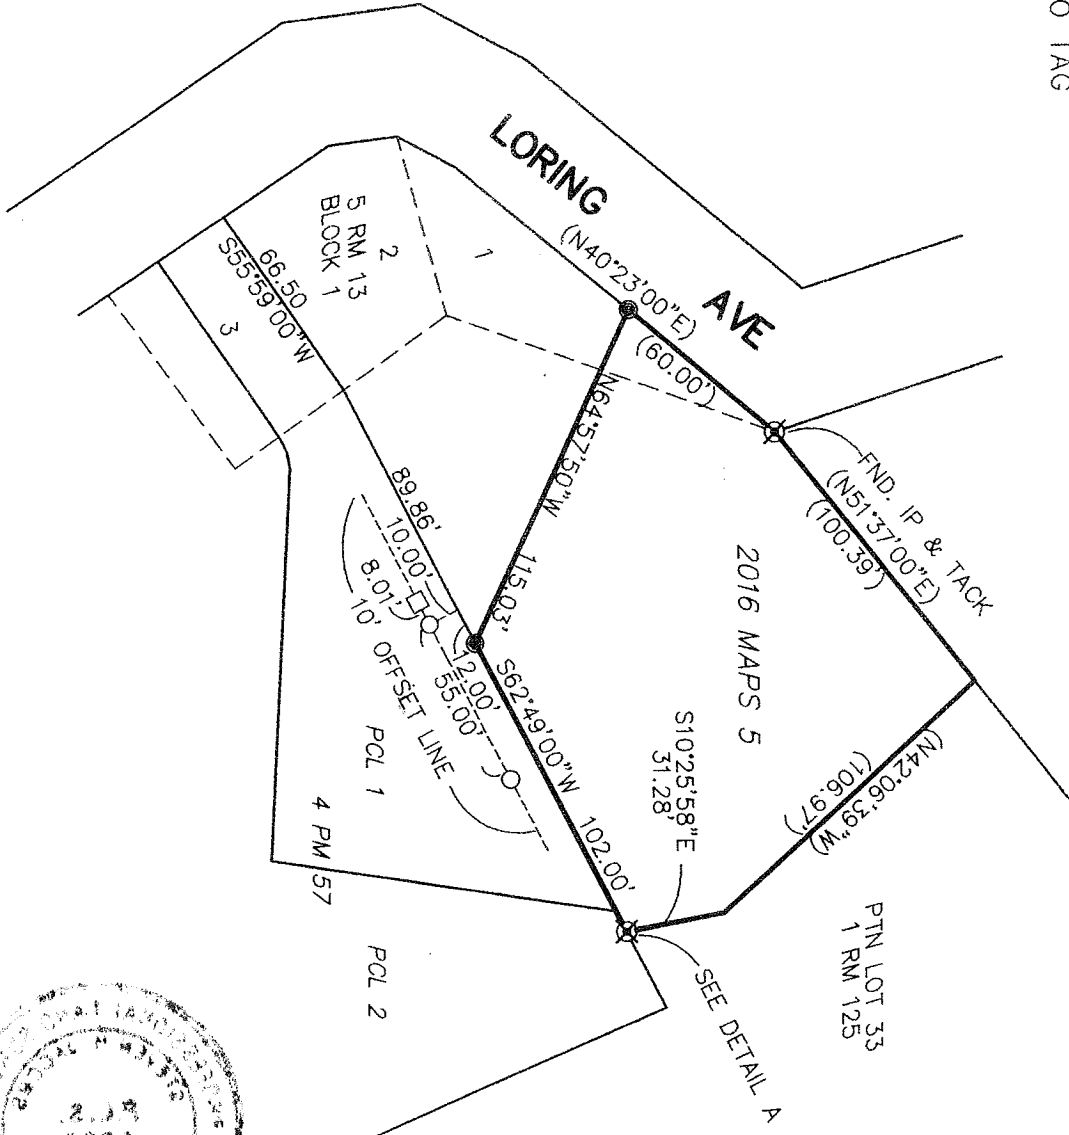 O TAG
LORING AVE
(N40°23'00"E)
(60.00')
FND. IP & TACK
(N51°37'00"E)
(100.39')
1
2
5 RM 13
BLOCK 1
66.50
S55°59'00"W
3
N64°57'50"W 115.03'
2016 MAPS 5
(N42°06'39"W)
(106.97')
S10°25'58"E
31.28'
89.86'
10.00'
8.01'
12.00'
55.00'
10' OFFSET LINE
S62°49'00"W 102.00'
PTN LOT 33
1 RM 125
SEE DETAIL A
PCL 1
4 PM 57
PCL 2